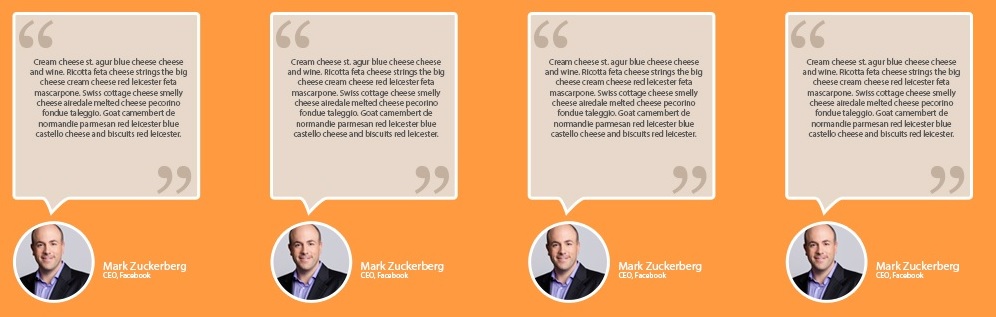 “
Cream cheese st. agur blue cheese cheese
and wine. Ricotta feta cheese strings the big
cheese cream cheese red leicester feta
mascarpone. Swiss cottage cheese smelly
cheese airedale melted cheese pecorino
fondue taleggio. Goat camembert de
normandie parmesan red leicester blue
castello cheese and biscuits red leicester.
”
Mark Zuckerberg
CEO, Facabook
“
Cream cheese st. agur blue cheese cheese
and wine. Ricotta feta cheese strings the big
cheese cream cheese red leicester feta
mascarpone. Swiss cottage cheese smelly
cheese airedale melted cheese pecorino
fondue taleggio. Goat camembert de
normandie parmesan red leicester blue
castello cheese and biscuits red leicester.
”
Mark Zuckerberg
CEO, Facabook
“
Cream cheese st. agur blue cheese cheese
and wine. Ricotta feta cheese strings the big
cheese cream cheese red leicester feta
mascarpone. Swiss cottage cheese smelly
cheese airedale melted cheese pecorino
fondue taleggio. Goat camembert de
normandie parmesan red leicester blue
castello cheese and biscuits red leicester.
”
Mark Zuckerberg
CEO, Facabook
“
Cream cheese st. agur blue cheese cheese
and wine. Ricotta feta cheese strings the big
cheese cream cheese red leicester feta
mascarpone. Swiss cottage cheese smelly
cheese airedale melted cheese pecorino
fondue taleggio. Goat camembert de
normandie parmesan red leicester blue
castello cheese and biscuits red leicester.
”
Mark Zuckerberg
CEO, Facabook